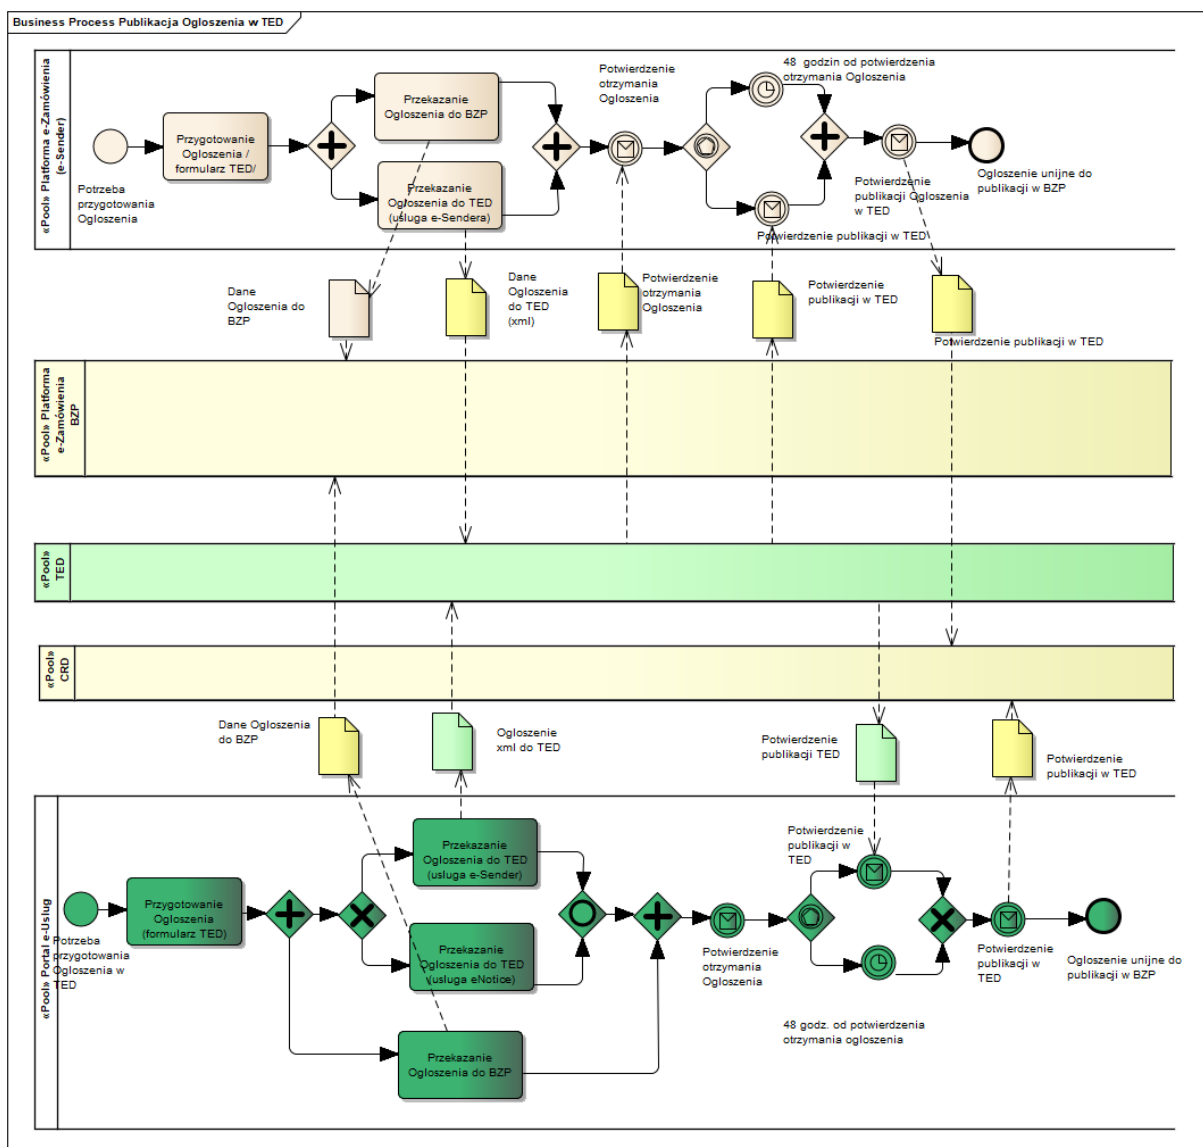 Business Process Publikacja Ogloszenia w TED
«Pool» Platforma e-Zamówienia
(e-Sender)
Potrzeba
przygotowania
Ogloszenia
Przygotowanie
Ogloszenia /
formularz TED/
Przekazanie
Ogloszenia do BZP
Przekazanie
Ogloszenia do TED
(usluga e-Sendera)
Potwierdzenie
otrzymania
Ogloszenia
48 godzin od potwierdzenia
otrzymania Ogloszenia
Potwierdzenie publikacji w TED
Potwierdzenie
publikacji Ogloszenia
w TED
Ogloszenie unijne do
publikacji w BZP
Dane
Ogloszenia do
BZP
Dane
Ogloszenia
do TED
(xml)
Potwierdzenie
otrzymania
Ogloszenia
Potwierdzenie
publikacji w TED
Potwierdzenie publikacji w TED
«Pool» Platforma
e-Zamówienia
BZP
«Pool»
TED
«Pool»
CRD
Dane Ogloszenia
do BZP
Ogloszenie
xml do TED
Potwierdzenie
publikacji TED
Potwierdzenie
publikacji w TED
«Pool» Portal e-Uslug
Potrzeba
przygotowania
Ogloszenia w
TED
Przygotowanie
Ogloszenia
(formularz TED)
Przekazanie
Ogloszenia do TED
(usluga e-Sender)
Przekazanie
Ogloszenia do TED
(usluga eNotice)
Przekazanie
Ogloszenia do BZP
Potwierdzenie
otrzymania
Ogloszenia
Potwierdzenie
publikacji w
TED
48 godz. od potwierdzenia
otrzymania ogloszenia
Potwierdzenie
publikacji w
TED
Ogloszenie unijne do
publikacji w BZP